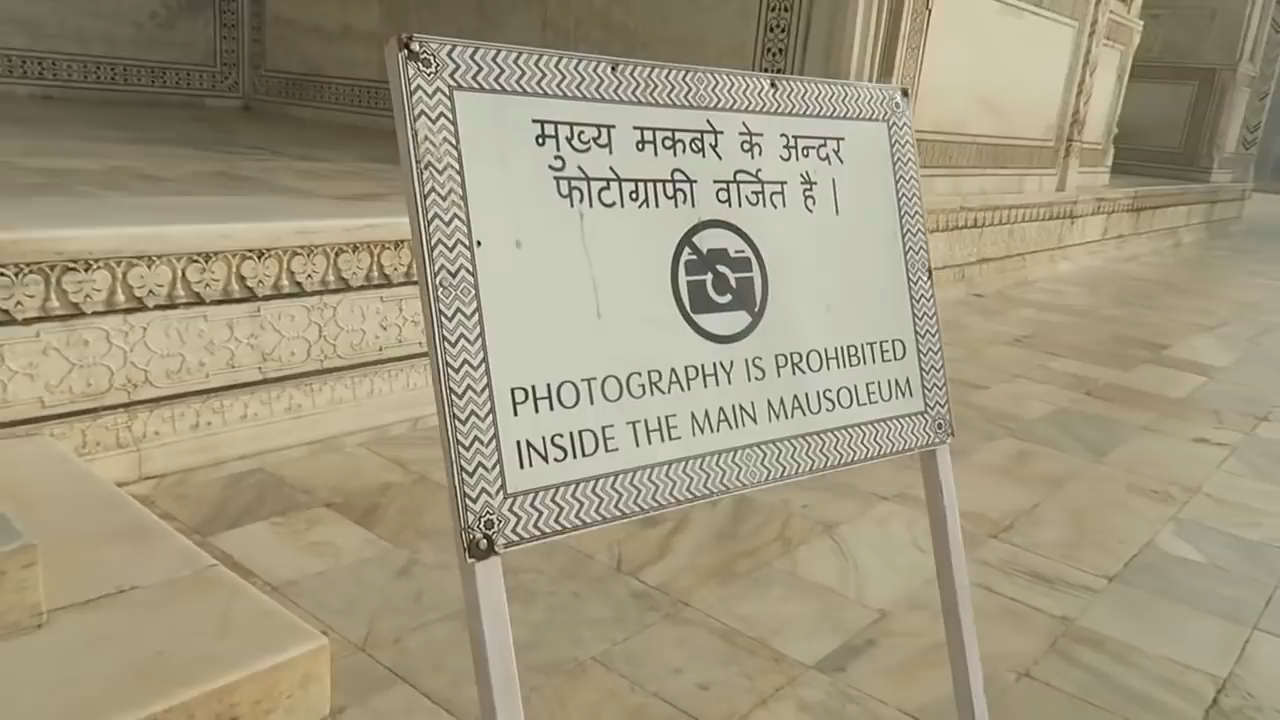 मुख्य मकबरे के अन्दर
फोटोग्राफी वर्जित है |
PHOTOGRAPHY IS PROHIBITED
INSIDE THE MAIN MAUSOLEUM